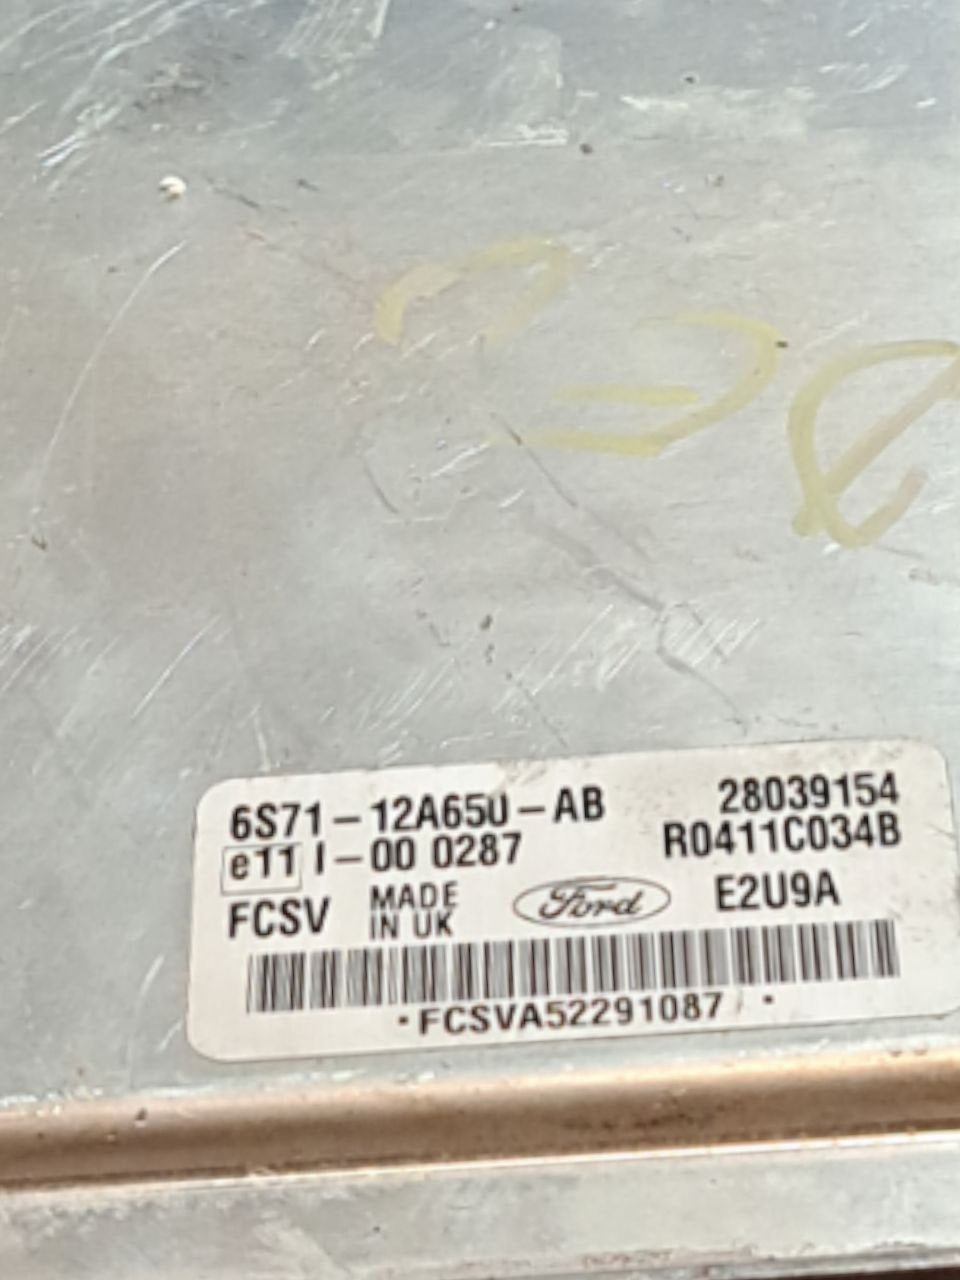 6S71-12A650-AB 28039154
e11 I-00 0287 R0411C034B
FCSV MADE IN UK Ford E2U9A
•FCSVA52291087 •